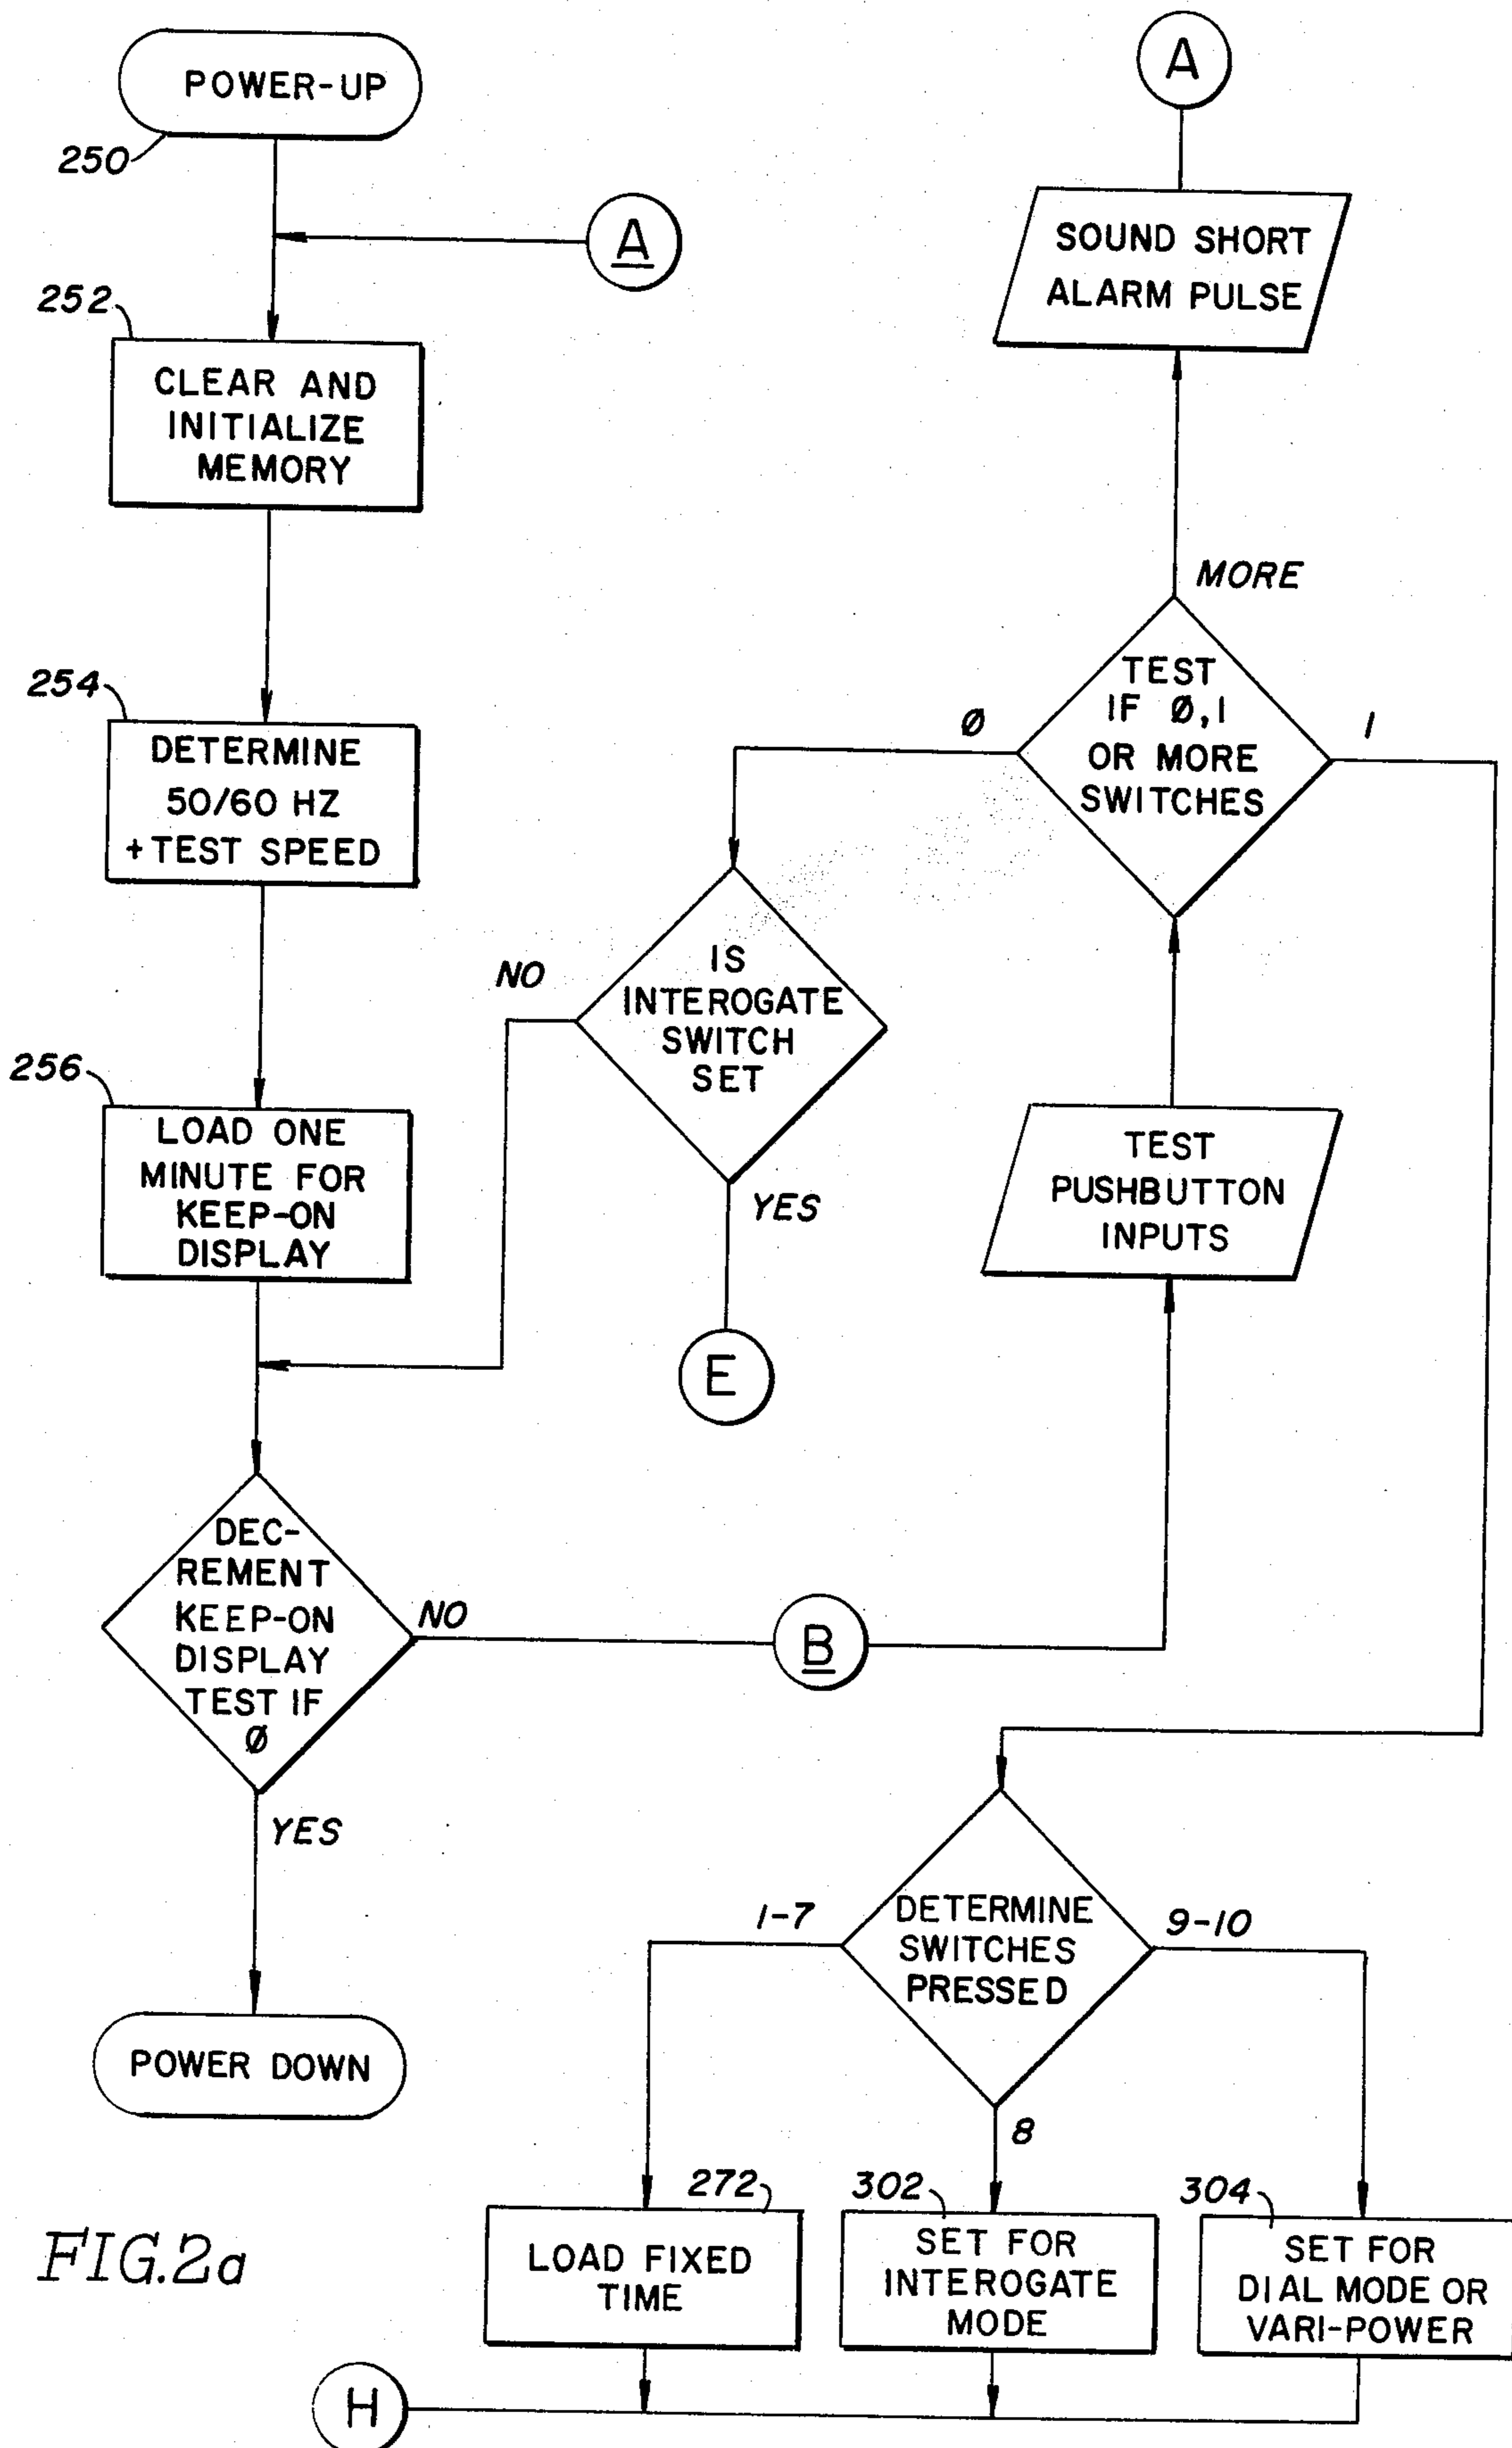 POWER-UP
250
A
252
CLEAR AND
INITIALIZE
MEMORY
254
DETERMINE
50/60 HZ
+TEST SPEED
256
LOAD ONE
MINUTE FOR
KEEP-ON
DISPLAY
DEC-
REMENT
KEEP-ON
DISPLAY
TEST IF
Ø
NO
YES
POWER DOWN
B
A
SOUND SHORT
ALARM PULSE
MORE
TEST
IF Ø,1
OR MORE
SWITCHES
Ø
1
IS
INTEROGATE
SWITCH
SET
NO
YES
E
TEST
PUSHBUTTON
INPUTS
DETERMINE
SWITCHES
PRESSED
1-7
9-10
8
272
LOAD FIXED
TIME
302
SET FOR
INTEROGATE
MODE
304
SET FOR
DIAL MODE OR
VARI-POWER
H
FIG.2a